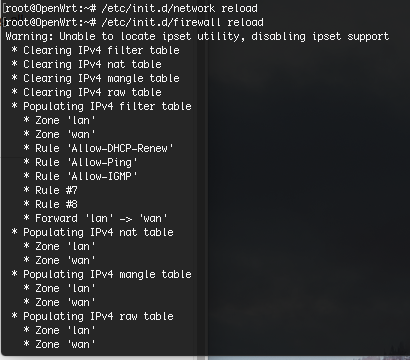 [root@OpenWrt:~# /etc/init.d/network reload
[root@OpenWrt:~# /etc/init.d/firewall reload
Warning: Unable to locate ipset utility, disabling ipset support
* Clearing IPv4 filter table
* Clearing IPv4 nat table
* Clearing IPv4 mangle table
* Clearing IPv4 raw table
* Populating IPv4 filter table
* Zone 'lan'
* Zone 'wan'
* Rule 'Allow-DHCP-Renew'
* Rule 'Allow-Ping'
* Rule 'Allow-IGMP'
* Rule #7
* Rule #8
* Forward 'lan' -> 'wan'
* Populating IPv4 nat table
* Zone 'lan'
* Zone 'wan'
* Populating IPv4 mangle table
* Zone 'lan'
* Zone 'wan'
* Populating IPv4 raw table
* Zone 'lan'
* Zone 'wan'